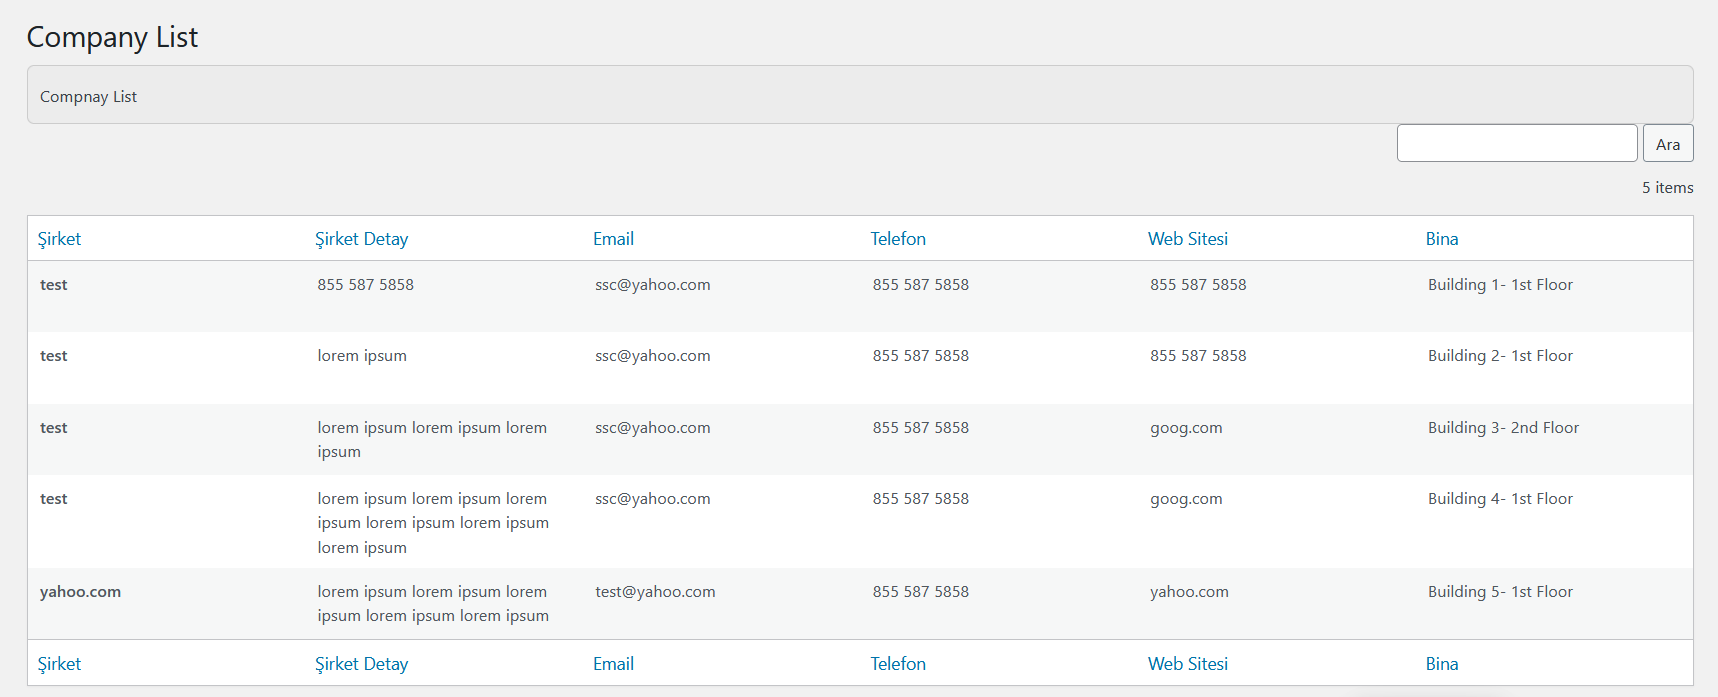 Company List
Compnay List
Ara
5 items
Şirket Şirket Detay Email Telefon Web Sitesi Bina
test 855 587 5858 ssc@yahoo.com 855 587 5858 855 587 5858 Building 1- 1st Floor
test lorem ipsum ssc@yahoo.com 855 587 5858 855 587 5858 Building 2- 1st Floor
test lorem ipsum lorem ipsum lorem ssc@yahoo.com 855 587 5858 goog.com Building 3- 2nd Floor
ipsum
test lorem ipsum lorem ipsum lorem ssc@yahoo.com 855 587 5858 goog.com Building 4- 1st Floor
ipsum lorem ipsum lorem ipsum
lorem ipsum
yahoo.com lorem ipsum lorem ipsum lorem test@yahoo.com 855 587 5858 yahoo.com Building 5- 1st Floor
ipsum lorem ipsum lorem ipsum
Şirket Şirket Detay Email Telefon Web Sitesi Bina